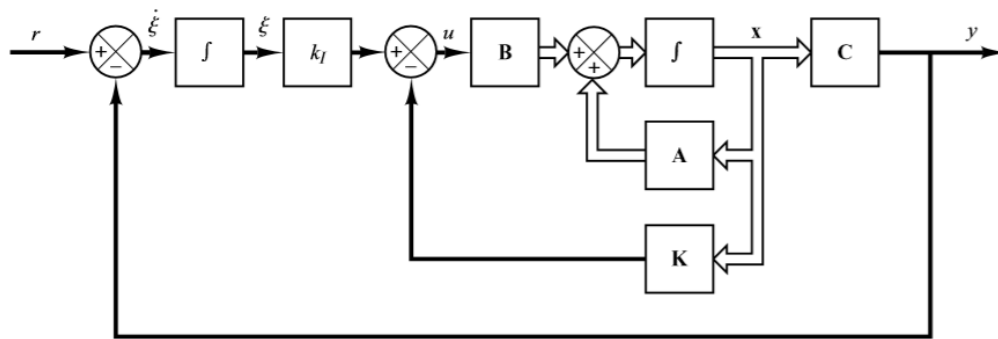 r + − ξ̇ ∫ ξ k_I + − u B + + ∫ x C y
A
K